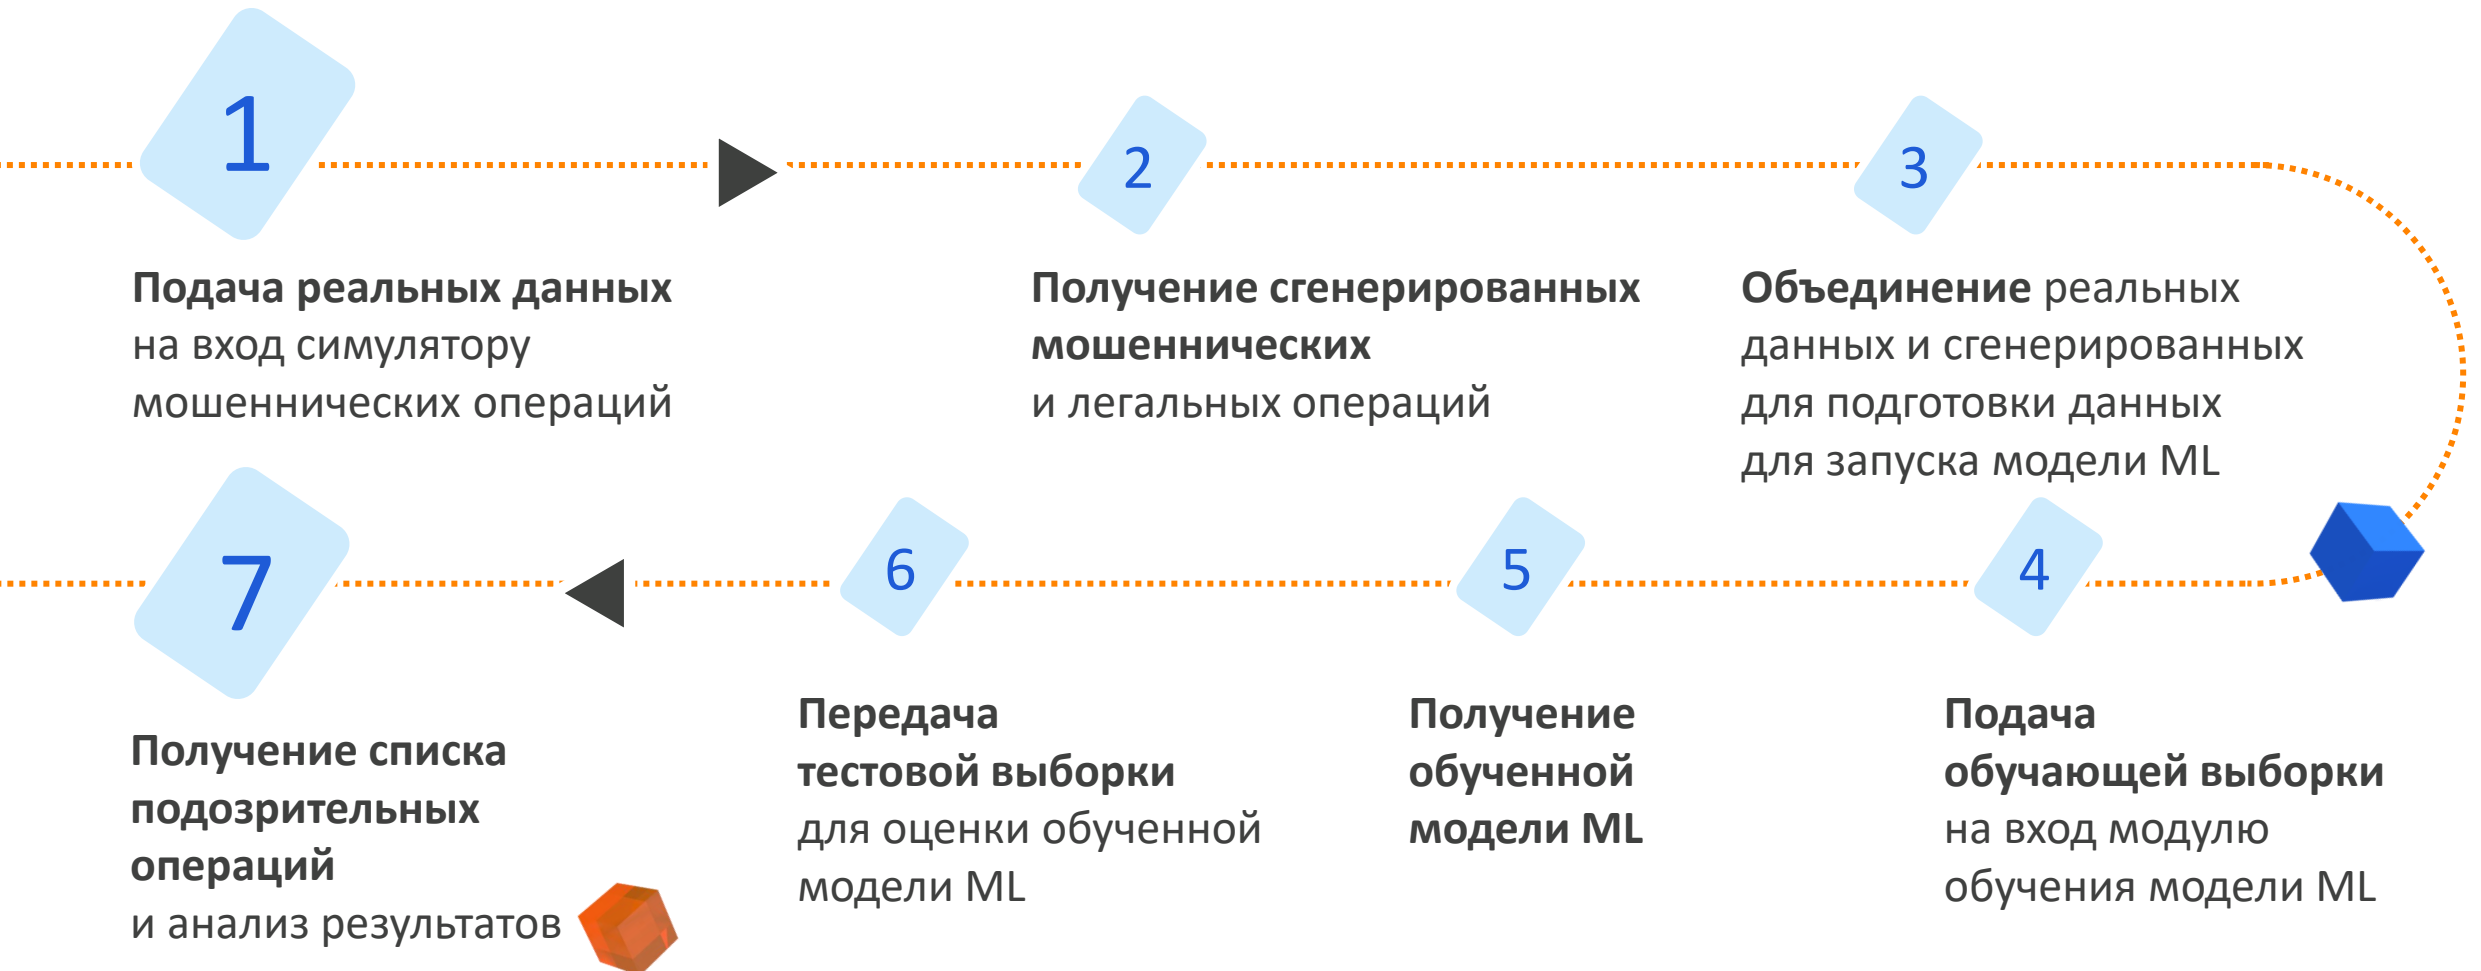 1
Подача реальных данных
на вход симулятору
мошеннических операций
2
Получение сгенерированных
мошеннических
и легальных операций
3
Объединение реальных
данных и сгенерированных
для подготовки данных
для запуска модели ML
4
Подача
обучающей выборки
на вход модулю
обучения модели ML
5
Получение
обученной
модели ML
6
Передача
тестовой выборки
для оценки обученной
модели ML
7
Получение списка
подозрительных
операций
и анализ результатов